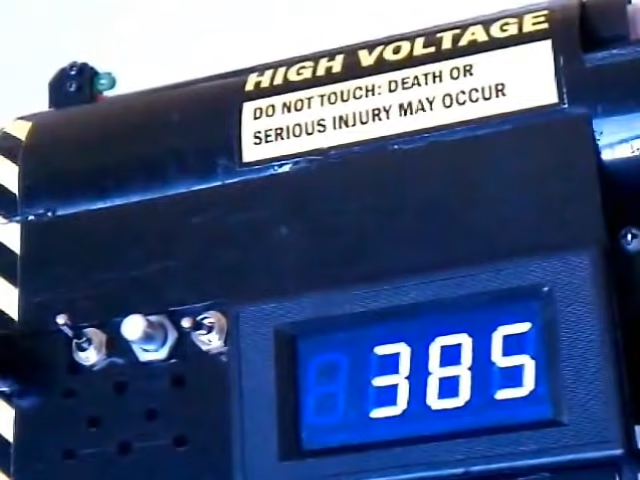 HIGH VOLTAGE
DO NOT TOUCH: DEATH OR
SERIOUS INJURY MAY OCCUR
385